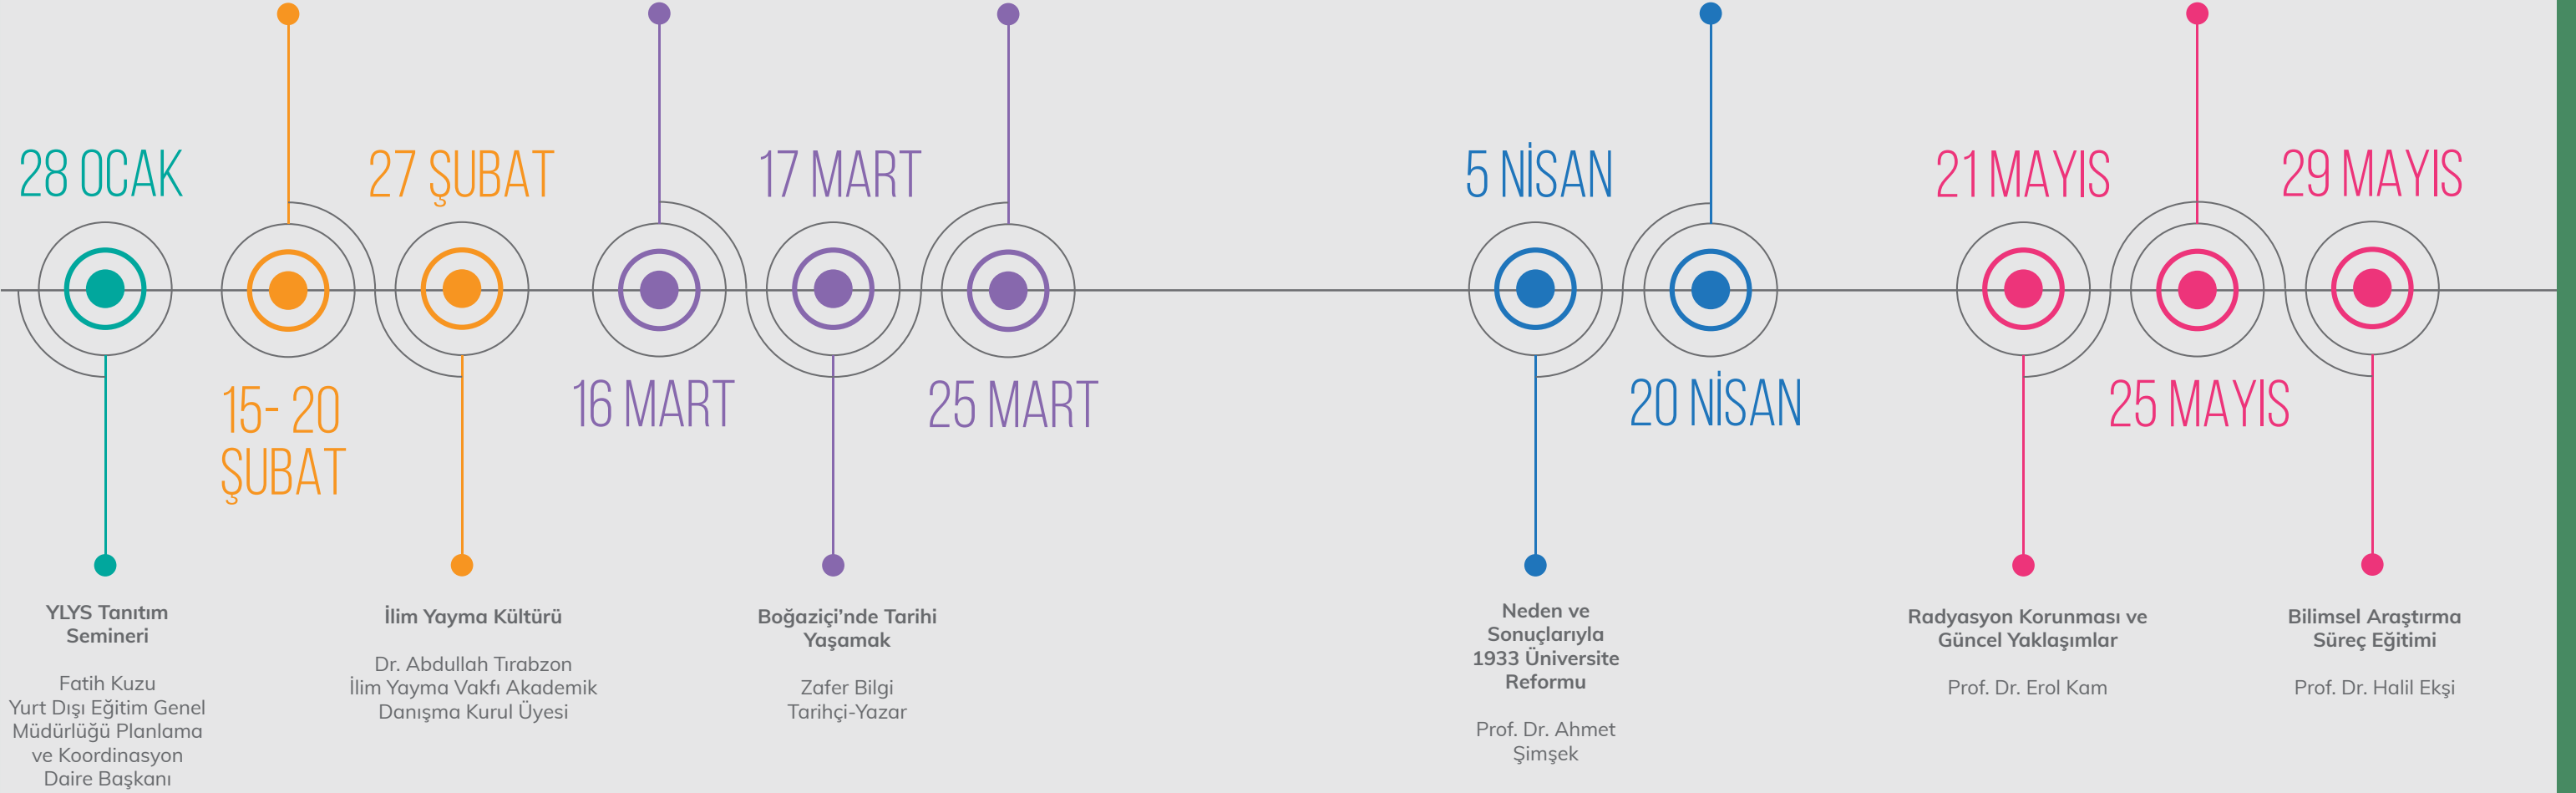 28 OCAK
27 ŞUBAT
17 MART
5 NİSAN
21 MAYIS
29 MAYIS
15- 20
ŞUBAT
16 MART
25 MART
20 NİSAN
25 MAYIS
YLYS Tanıtım
Semineri
Fatih Kuzu
Yurt Dışı Eğitim Genel
Müdürlüğü Planlama
ve Koordinasyon
Daire Başkanı
İlim Yayma Kültürü
Dr. Abdullah Tırabzon
İlim Yayma Vakfı Akademik
Danışma Kurul Üyesi
Boğaziçi’nde Tarihi
Yaşamak
Zafer Bilgi
Tarihçi-Yazar
Neden ve
Sonuçlarıyla
1933 Üniversite
Reformu
Prof. Dr. Ahmet
Şimşek
Radyasyon Korunması ve
Güncel Yaklaşımlar
Prof. Dr. Erol Kam
Bilimsel Araştırma
Süreç Eğitimi
Prof. Dr. Halil Ekşi